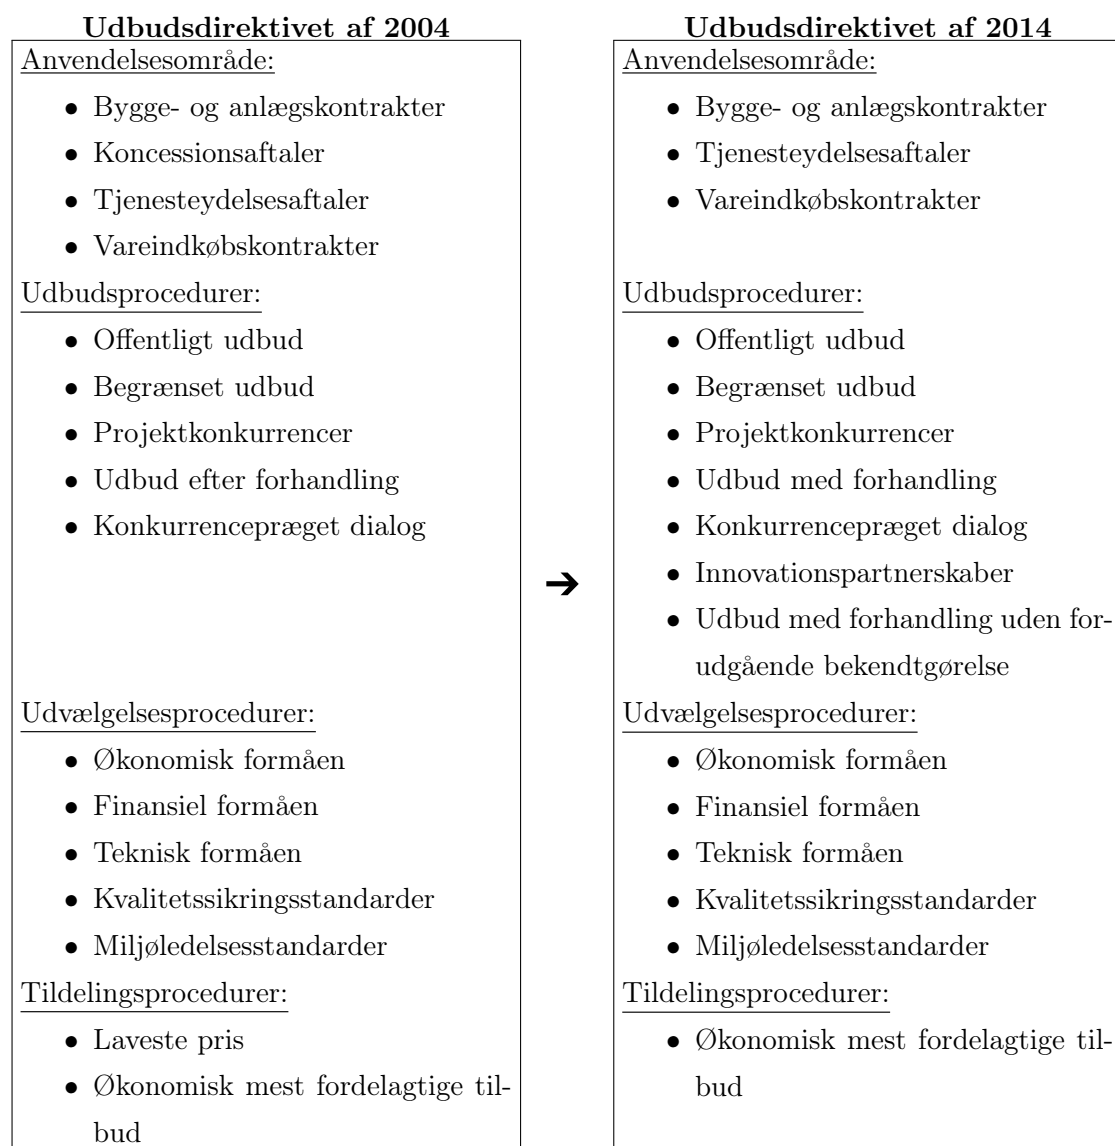 Udbudsdirektivet af 2004
Anvendelsesområde:
• Bygge- og anlægskontrakter
• Koncessionsaftaler
• Tjenesteydelsesaftaler
• Vareindkøbskontrakter
Udbudsprocedurer:
• Offentligt udbud
• Begrænset udbud
• Projektkonkurrencer
• Udbud efter forhandling
• Konkurrencepræget dialog
Udvælgelsesprocedurer:
• Økonomisk formåen
• Finansiel formåen
• Teknisk formåen
• Kvalitetssikringsstandarder
• Miljøledelsesstandarder
Tildelingsprocedurer:
• Laveste pris
• Økonomisk mest fordelagtige til-
bud
➔
Udbudsdirektivet af 2014
Anvendelsesområde:
• Bygge- og anlægskontrakter
• Tjenesteydelsesaftaler
• Vareindkøbskontrakter
Udbudsprocedurer:
• Offentligt udbud
• Begrænset udbud
• Projektkonkurrencer
• Udbud med forhandling
• Konkurrencepræget dialog
• Innovationspartnerskaber
• Udbud med forhandling uden for-
udgående bekendtgørelse
Udvælgelsesprocedurer:
• Økonomisk formåen
• Finansiel formåen
• Teknisk formåen
• Kvalitetssikringsstandarder
• Miljøledelsesstandarder
Tildelingsprocedurer:
• Økonomisk mest fordelagtige til-
bud